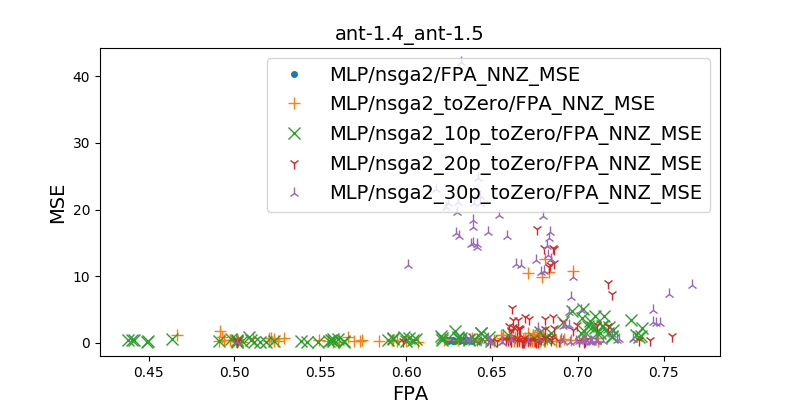 ant-1.4_ant-1.5
MLP/nsga2/FPA_NNZ_MSE
MLP/nsga2_toZero/FPA_NNZ_MSE
MLP/nsga2_10p_toZero/FPA_NNZ_MSE
MLP/nsga2_20p_toZero/FPA_NNZ_MSE
MLP/nsga2_30p_toZero/FPA_NNZ_MSE
MSE
40
30
20
10
0
0.45 0.50 0.55 0.60 0.65 0.70 0.75
FPA